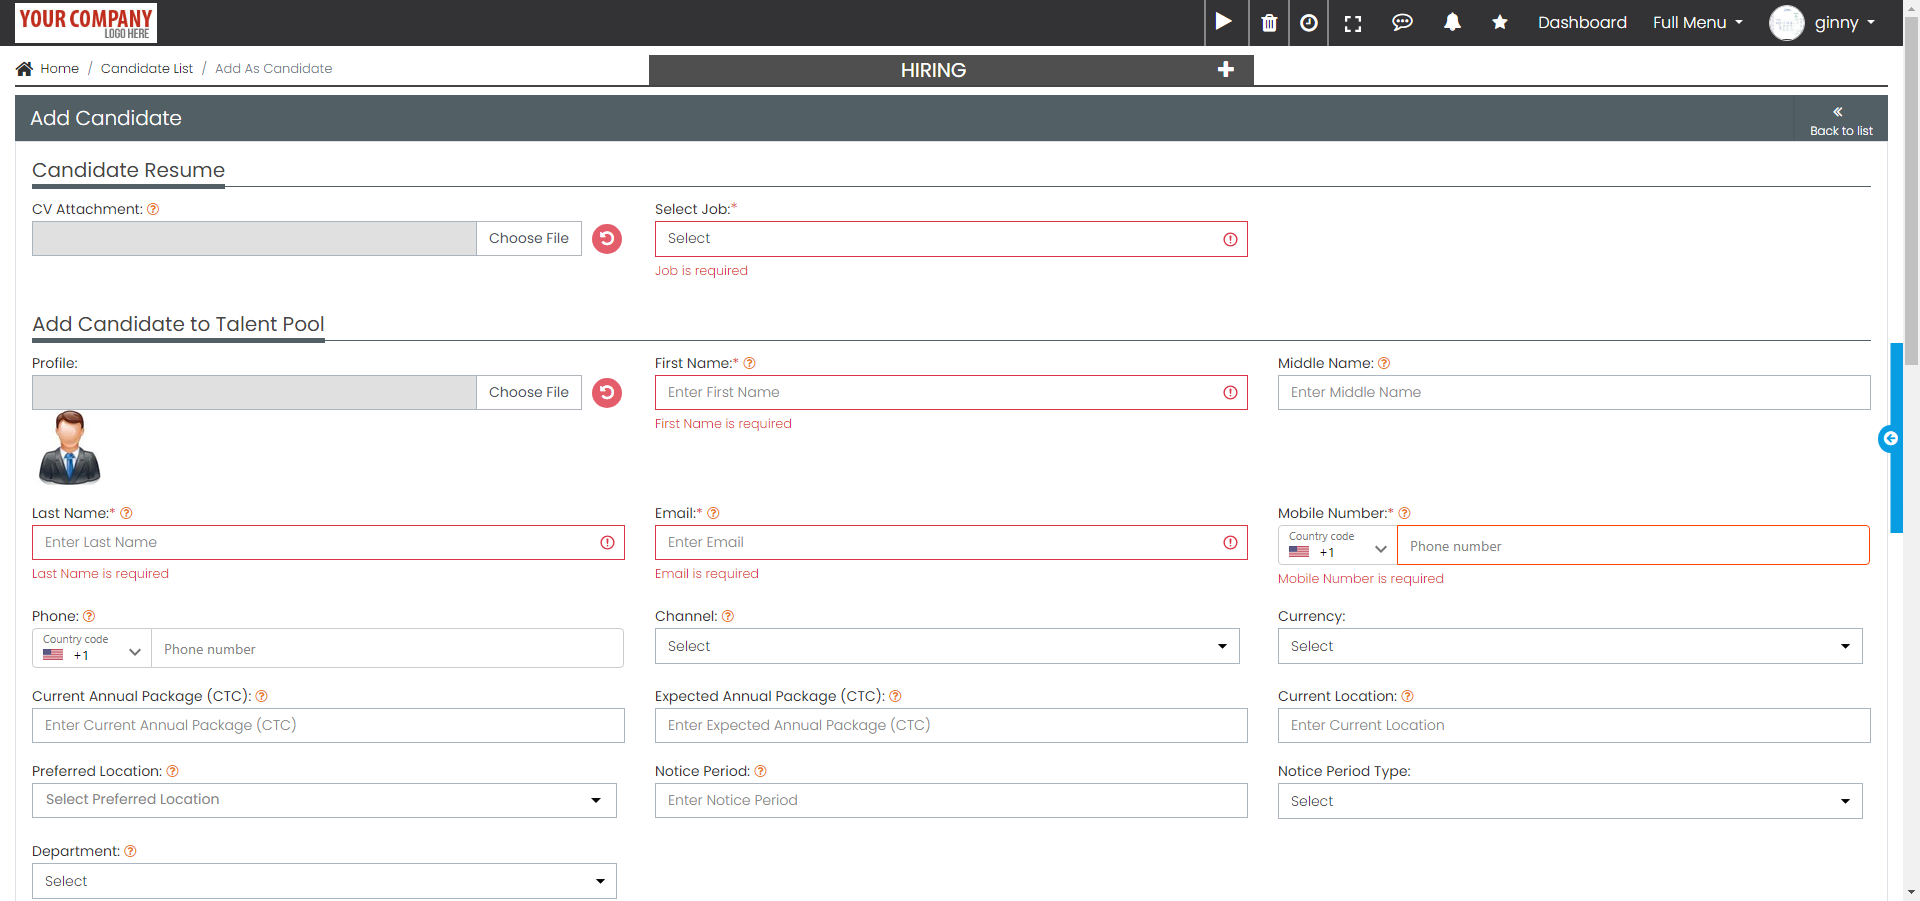 YOUR COMPANY
LOGO HERE
Dashboard
Full Menu
ginny
Home / Candidate List / Add As Candidate
HIRING
Add Candidate
Back to list
Candidate Resume
CV Attachment:
Choose File
Select Job:*
Select
Job is required
Add Candidate to Talent Pool
Profile:
Choose File
First Name:*
Enter First Name
First Name is required
Middle Name:
Enter Middle Name
Last Name:*
Enter Last Name
Last Name is required
Email:*
Enter Email
Email is required
Mobile Number:*
Country code
+1
Phone number
Mobile Number is required
Phone:
Country code
+1
Phone number
Channel:
Select
Currency:
Select
Current Annual Package (CTC):
Enter Current Annual Package (CTC)
Expected Annual Package (CTC):
Enter Expected Annual Package (CTC)
Current Location:
Enter Current Location
Preferred Location:
Select Preferred Location
Notice Period:
Enter Notice Period
Notice Period Type:
Select
Department:
Select